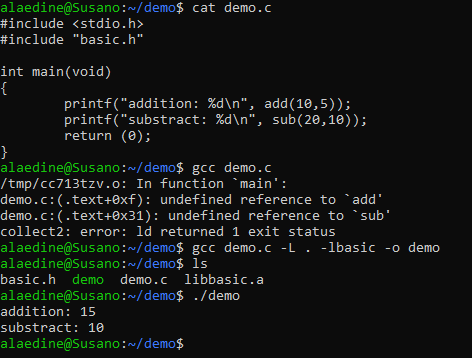 alaedine@Susano:~/demo$ cat demo.c
#include <stdio.h>
#include "basic.h"
int main(void)
{
        printf("addition: %d\n", add(10,5));
        printf("substract: %d\n", sub(20,10));
        return (0);
}
alaedine@Susano:~/demo$ gcc demo.c
/tmp/cc713tzv.o: In function `main':
demo.c:(.text+0xf): undefined reference to `add'
demo.c:(.text+0x31): undefined reference to `sub'
collect2: error: ld returned 1 exit status
alaedine@Susano:~/demo$ gcc demo.c -L . -lbasic -o demo
alaedine@Susano:~/demo$ ls
basic.h  demo  demo.c  libbasic.a
alaedine@Susano:~/demo$ ./demo
addition: 15
substract: 10
alaedine@Susano:~/demo$